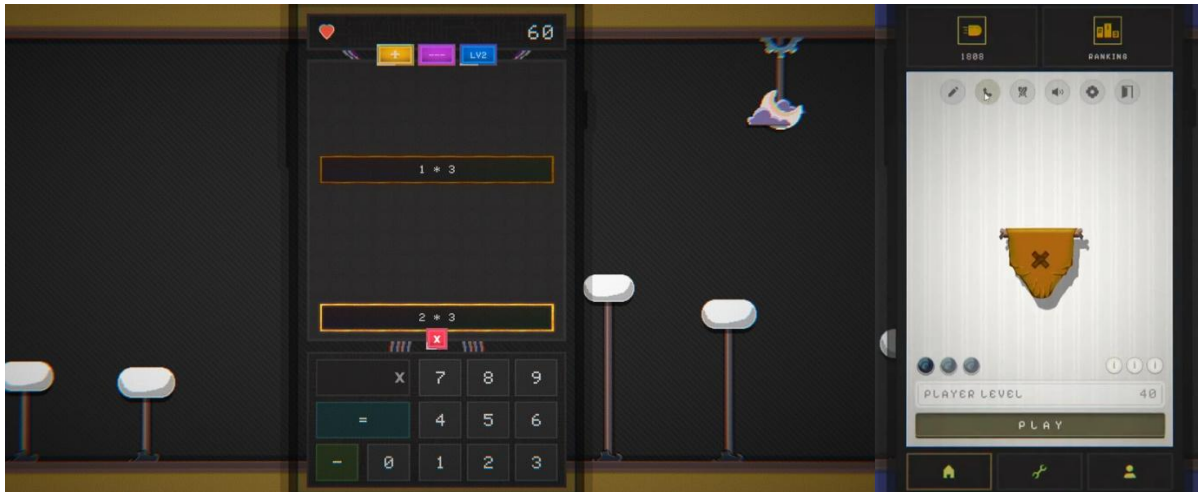 60
+ --- LV2
1 * 3
2 * 3
x
X 7 8 9
= 4 5 6
- 0 1 2 3
1808 RANKING
PLAYER LEVEL 40
PLAY